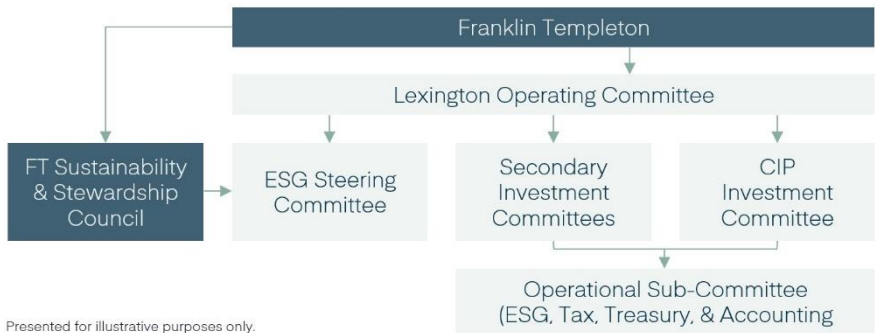 Franklin Templeton
Lexington Operating Committee
FT Sustainability
& Stewardship
Council
ESG Steering
Committee
Secondary
Investment
Committees
CIP
Investment
Committee
Operational Sub-Committee
(ESG, Tax, Treasury, & Accounting
Presented for illustrative purposes only.